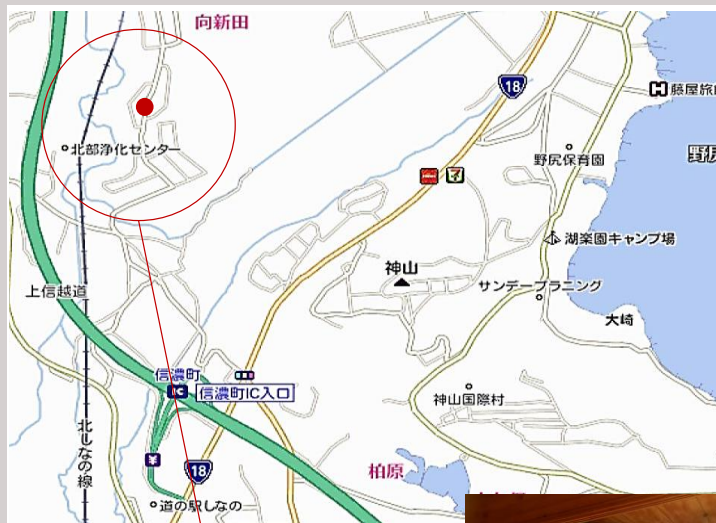 向新田
18
H 藤屋旅
北部浄化センター
野尻保育園
野
7
湖楽園キャンプ場
神山
サンデープラニング
上信越道
大崎
信濃町
IC
信濃町IC入口
神山国際村
北しなの線
¥
柏原
18
道の駅しなの